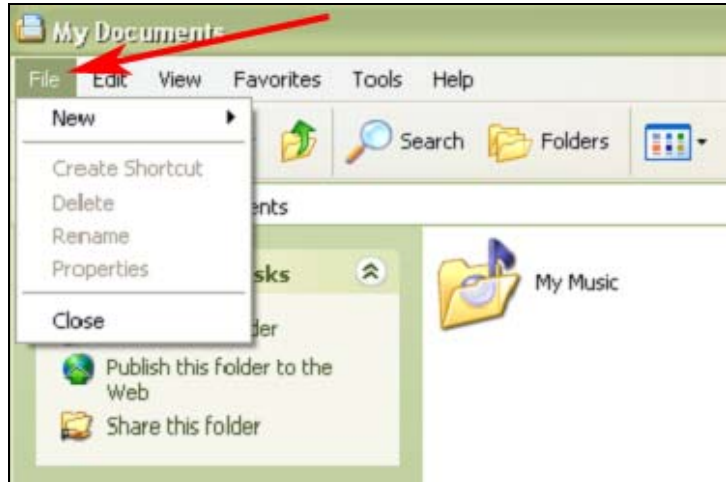 My Documents
File Edit View Favorites Tools Help
New
Search Folders
Create Shortcut
Delete
ents
Rename
Properties
sks
My Music
Close
der
Publish this folder to the
Web
Share this folder